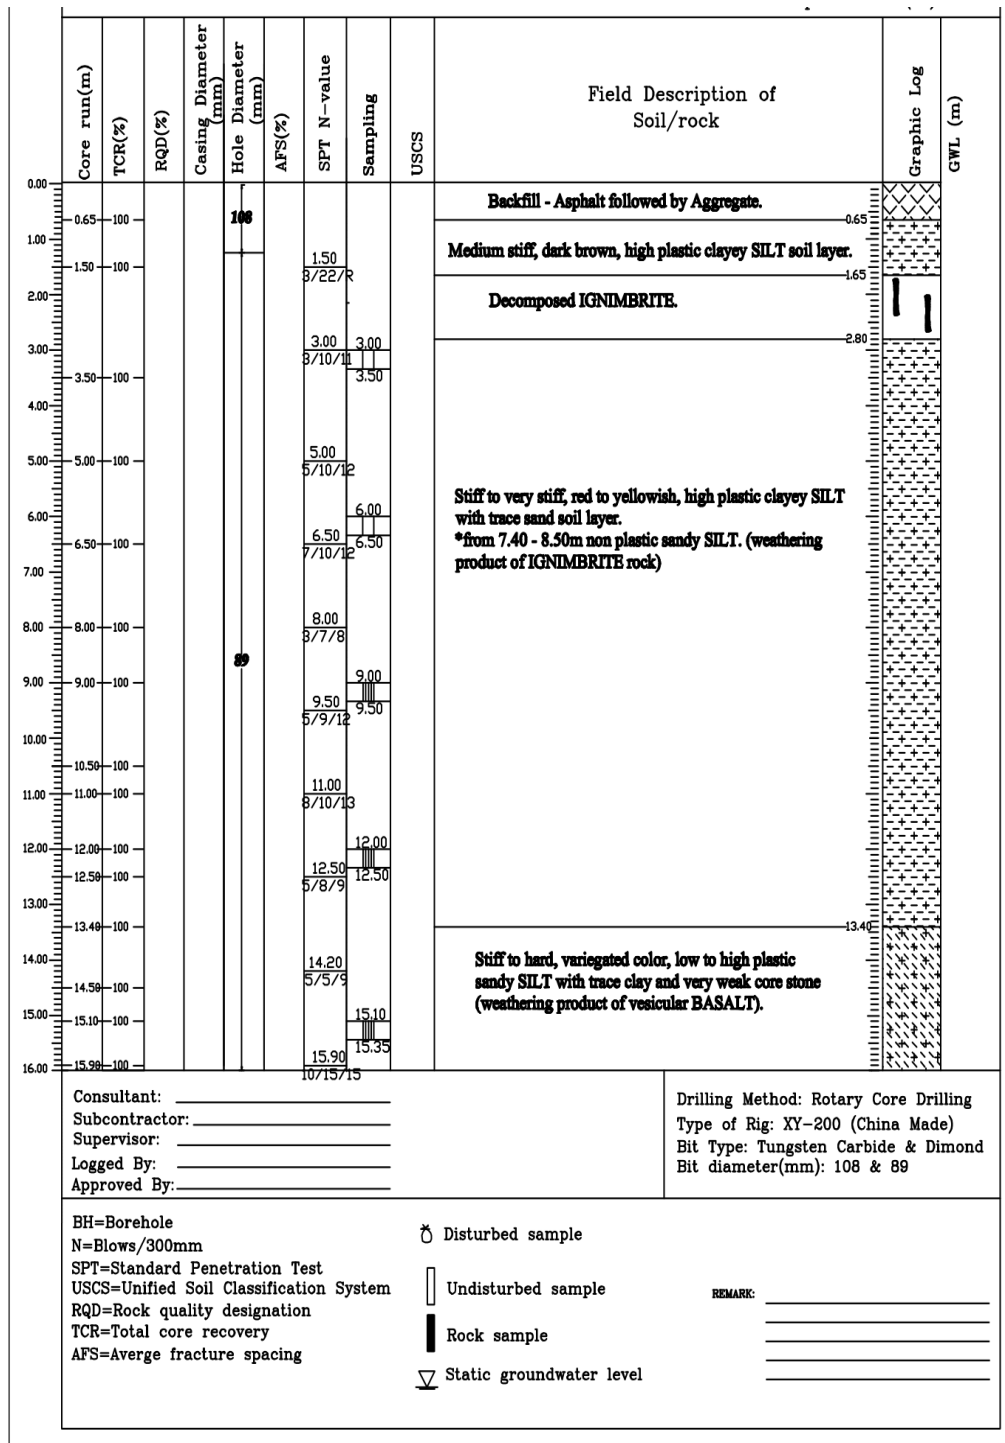 Core run(m)
TCR(%)
RQD(%)
Casing Diameter
(mm)
Hole Diameter
(mm)
AFS(%)
SPT N-value
Sampling
USCS
Field Description of
Soil/rock
Graphic Log
GWL (m)
0.00
1.00
2.00
3.00
4.00
5.00
6.00
7.00
8.00
9.00
10.00
11.00
12.00
13.00
14.00
15.00
16.00
0.65 100
1.50 100
3.50 100
5.00 100
6.50 100
8.00 100
9.00 100
10.50 100
11.00 100
12.00 100
12.50 100
13.40 100
14.50 100
15.10 100
15.90 100
108
89
1.50
3/22/R
3.00
3/10/11
5.00
5/10/12
6.50
7/10/12
8.00
3/7/8
9.50
5/9/12
11.00
8/10/13
12.50
5/8/9
14.20
5/5/9
15.90
10/15/15
3.00
3.50
6.00
6.50
9.00
9.50
12.00
12.50
15.10
15.35
Backfill - Asphalt followed by Aggregate.
0.65
Medium stiff, dark brown, high plastic clayey SILT soil layer.
1.65
Decomposed IGNIMBRITE.
2.80
Stiff to very stiff, red to yellowish, high plastic clayey SILT
with trace sand soil layer.
*from 7.40 - 8.50m non plastic sandy SILT. (weathering
product of IGNIMBRITE rock)
13.40
Stiff to hard, variegated color, low to high plastic
sandy SILT with trace clay and very weak core stone
(weathering product of vesicular BASALT).
Consultant:
Subcontractor:
Supervisor:
Logged By:
Approved By:
Drilling Method: Rotary Core Drilling
Type of Rig: XY-200 (China Made)
Bit Type: Tungsten Carbide & Dimond
Bit diameter(mm): 108 & 89
BH=Borehole
N=Blows/300mm
SPT=Standard Penetration Test
USCS=Unified Soil Classification System
RQD=Rock quality designation
TCR=Total core recovery
AFS=Averge fracture spacing
Disturbed sample
Undisturbed sample
Rock sample
Static groundwater level
REMARK: